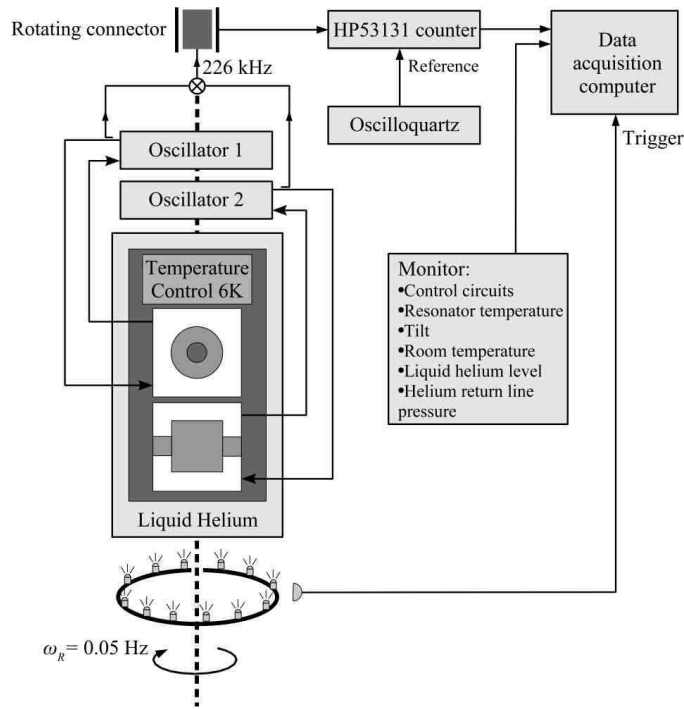 Rotating connector
HP53131 counter
Data
acquisition
computer
226 kHz
Reference
Oscilloquartz
Trigger
Oscillator 1
Oscillator 2
Temperature
Control 6K
Monitor:
•Control circuits
•Resonator temperature
•Tilt
•Room temperature
•Liquid helium level
•Helium return line
pressure
Liquid Helium
ωR= 0.05 Hz